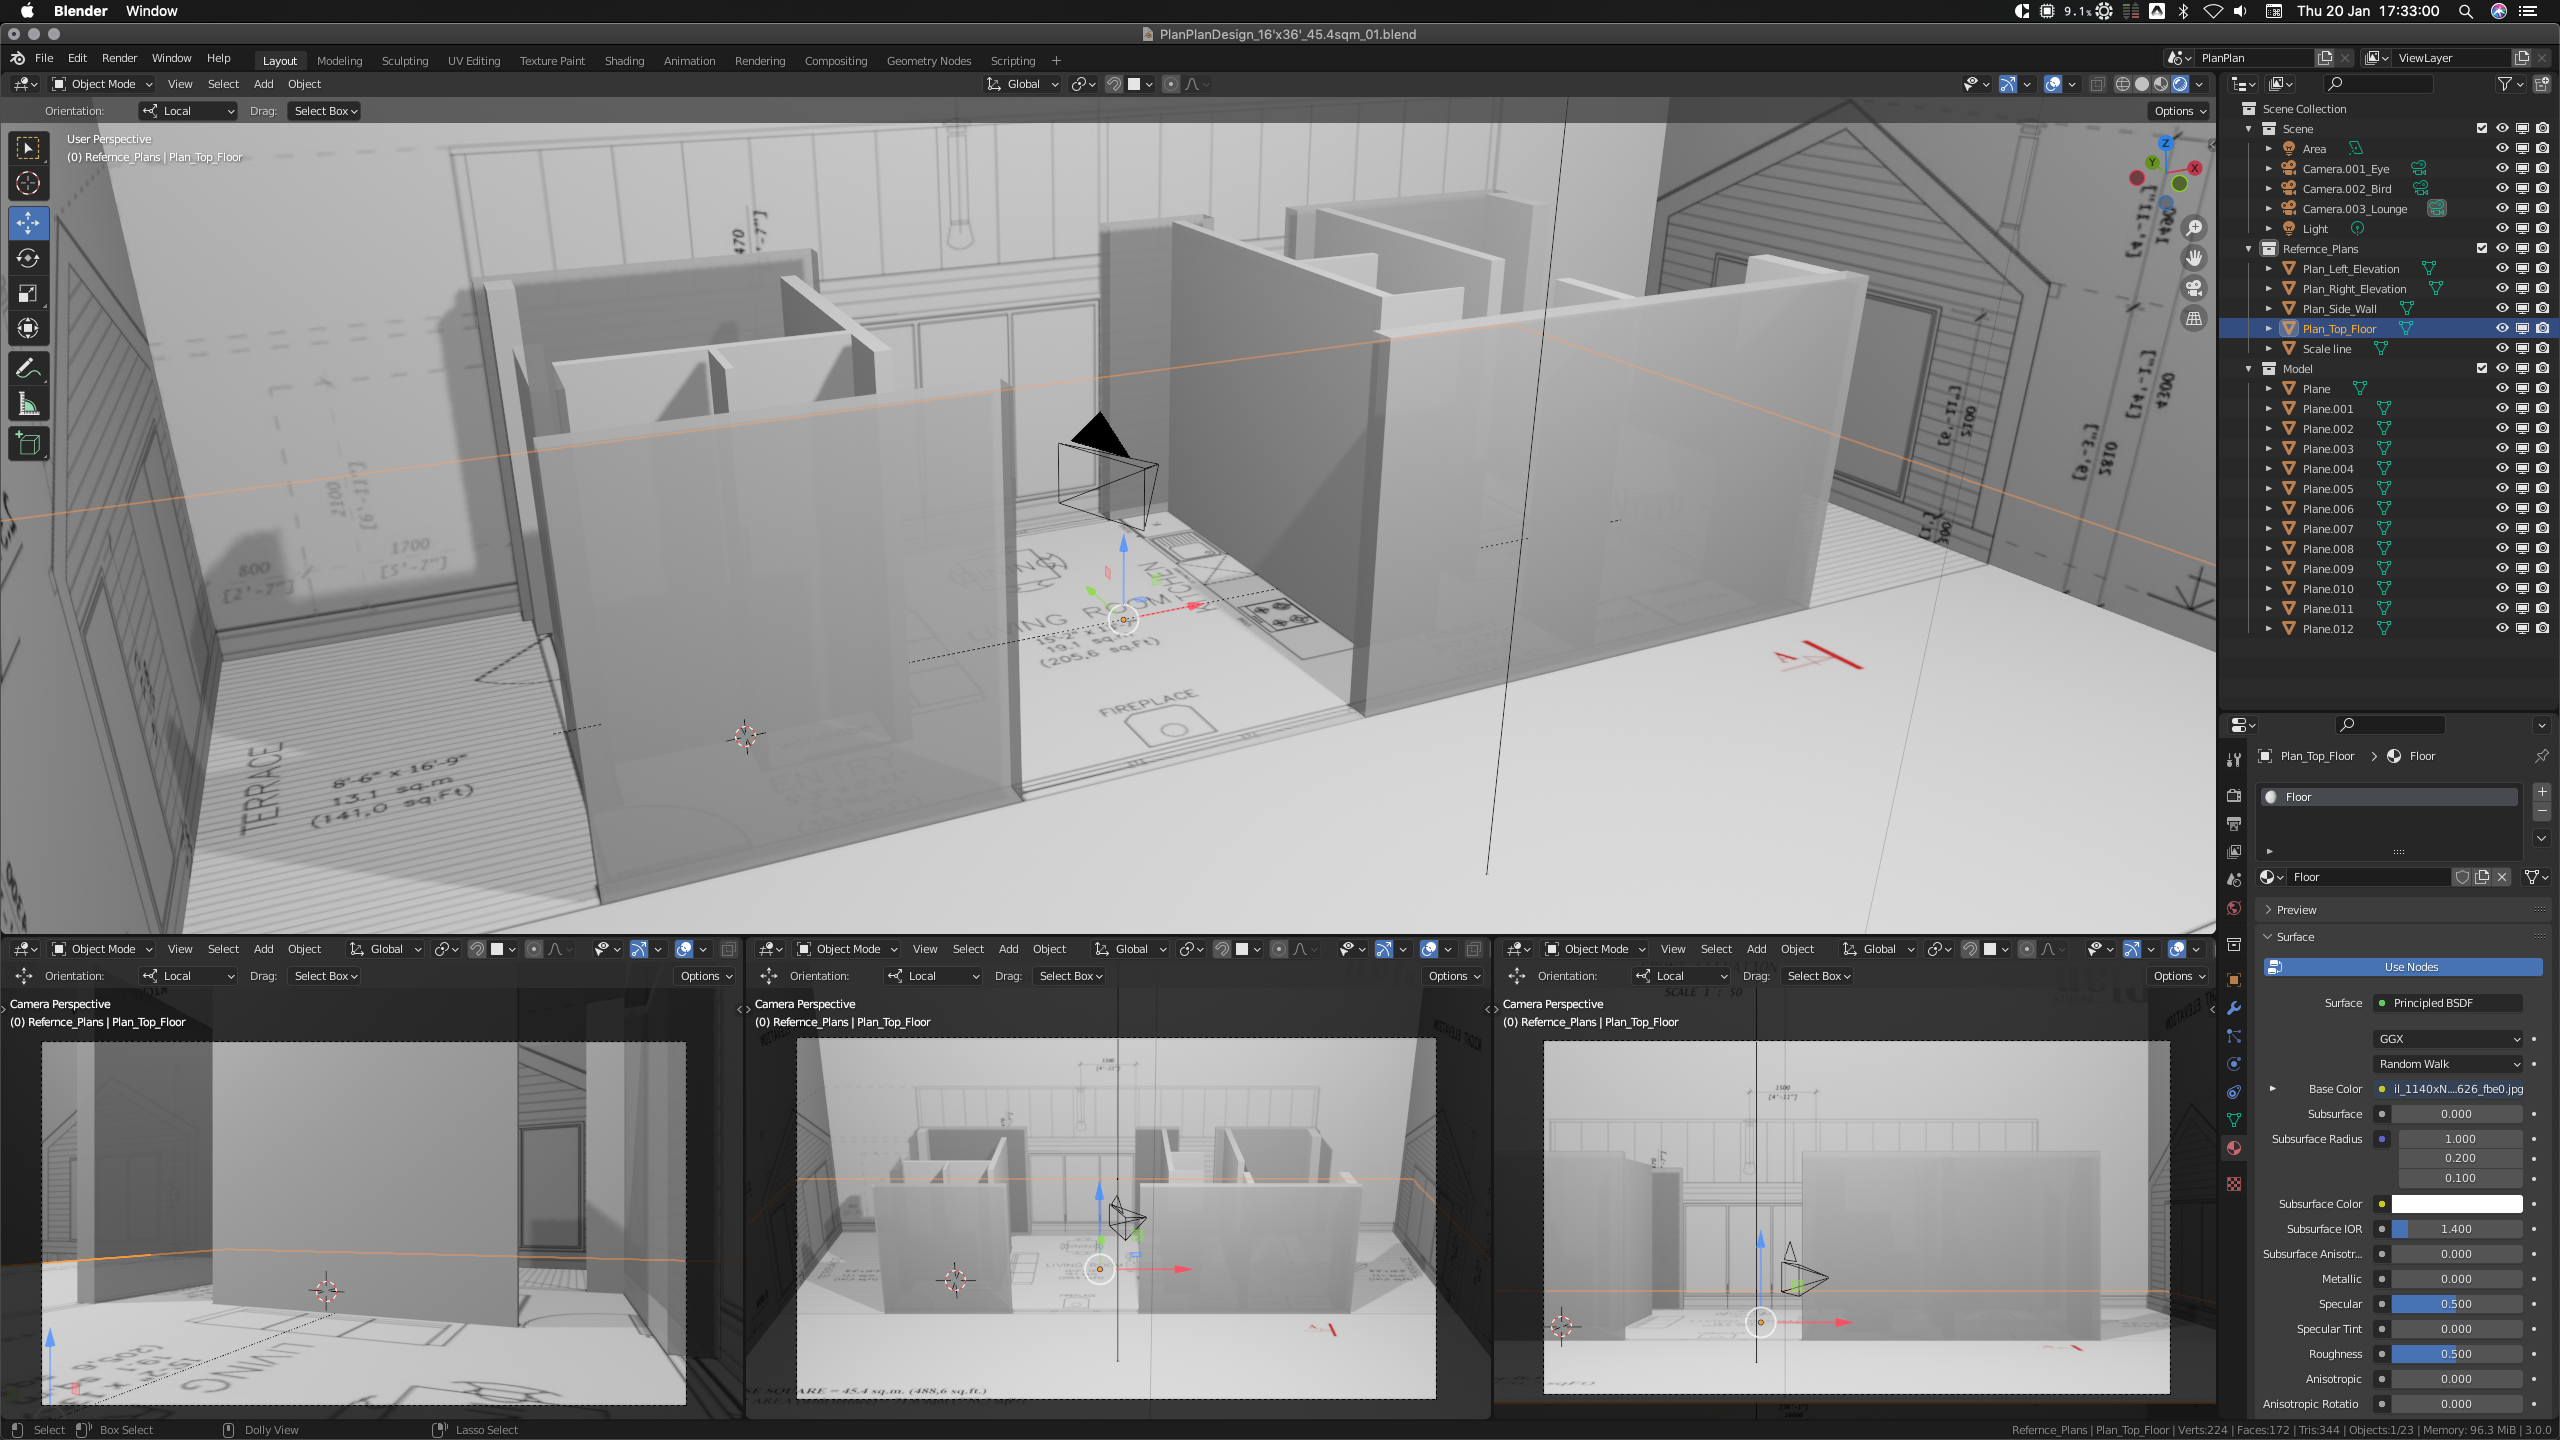 Blender Window
9.1% Thu 20 Jan 17:33:00
PlanPlanDesign_16'x36'_45.4sqm_01.blend
File Edit Render Window Help Layout Modeling Sculpting UV Editing Texture Paint Shading Animation Rendering Compositing Geometry Nodes Scripting + PlanPlan ViewLayer
Object Mode View Select Add Object Global
Orientation: Local Drag: Select Box Options
User Perspective
(0) Refernce_Plans | Plan_Top_Floor
Z
Y
X
470
2100
1700
[5'-7"]
800
[2'-7"]
TERRACE
8'-6" x 16'-9"
13.1 sq.m
(141,0 sq.Ft)
ENTRY
DINING
LIVING ROOM
19.1 sq.m
(205,6 sq.Ft)
FIREPLACE
A
2100
4300
2810
Scene Collection
Scene
Area
Camera.001_Eye
Camera.002_Bird
Camera.003_Lounge
Light
Refernce_Plans
Plan_Left_Elevation
Plan_Right_Elevation
Plan_Side_Wall
Plan_Top_Floor
Scale line
Model
Plane
Plane.001
Plane.002
Plane.003
Plane.004
Plane.005
Plane.006
Plane.007
Plane.008
Plane.009
Plane.010
Plane.011
Plane.012
Plan_Top_Floor > Floor
Floor
Floor
Preview
Surface
Use Nodes
Surface Principled BSDF
GGX
Random Walk
Base Color il_1140xN....626_fbe0.jpg
Subsurface 0.000
Subsurface Radius 1.000
0.200
0.100
Subsurface Color
Subsurface IOR 1.400
Subsurface Anisotr... 0.000
Metallic 0.000
Specular 0.500
Specular Tint 0.000
Roughness 0.500
Anisotropic 0.000
Anisotropic Rotatio 0.000
Object Mode View Select Add Object Global
Orientation: Local Drag: Select Box Options
Camera Perspective
(0) Refernce_Plans | Plan_Top_Floor
LIVING
Object Mode View Select Add Object Global
Orientation: Local Drag: Select Box Options
Camera Perspective
(0) Refernce_Plans | Plan_Top_Floor
SE SQUARE = 45.4 sq.m. (488,6 sq.ft.)
Object Mode View Select Add Object Global
Orientation: Local Drag: Select Box Options
SCALE 1 : 50
Camera Perspective
(0) Refernce_Plans | Plan_Top_Floor
1500
[4'-11"]
Select Box Select Dolly View Lasso Select
Refernce_Plans | Plan_Top_Floor | Verts:224 | Faces:172 | Tris:344 | Objects:1/23 | Memory: 96.3 MiB | 3.0.0